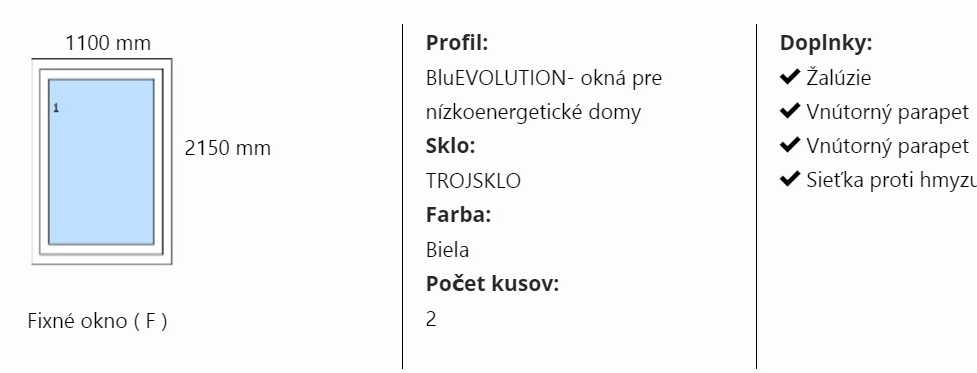 1100 mm
1
2150 mm
Fixné okno ( F )
Profil:
BluEVOLUTION- okná pre
nízkoenergetické domy
Sklo:
TROJSKLO
Farba:
Biela
Počet kusov:
2
Doplnky:
✔ Žalúzie
✔ Vnútorný parapet
✔ Vnútorný parapet
✔ Sieťka proti hmyzu